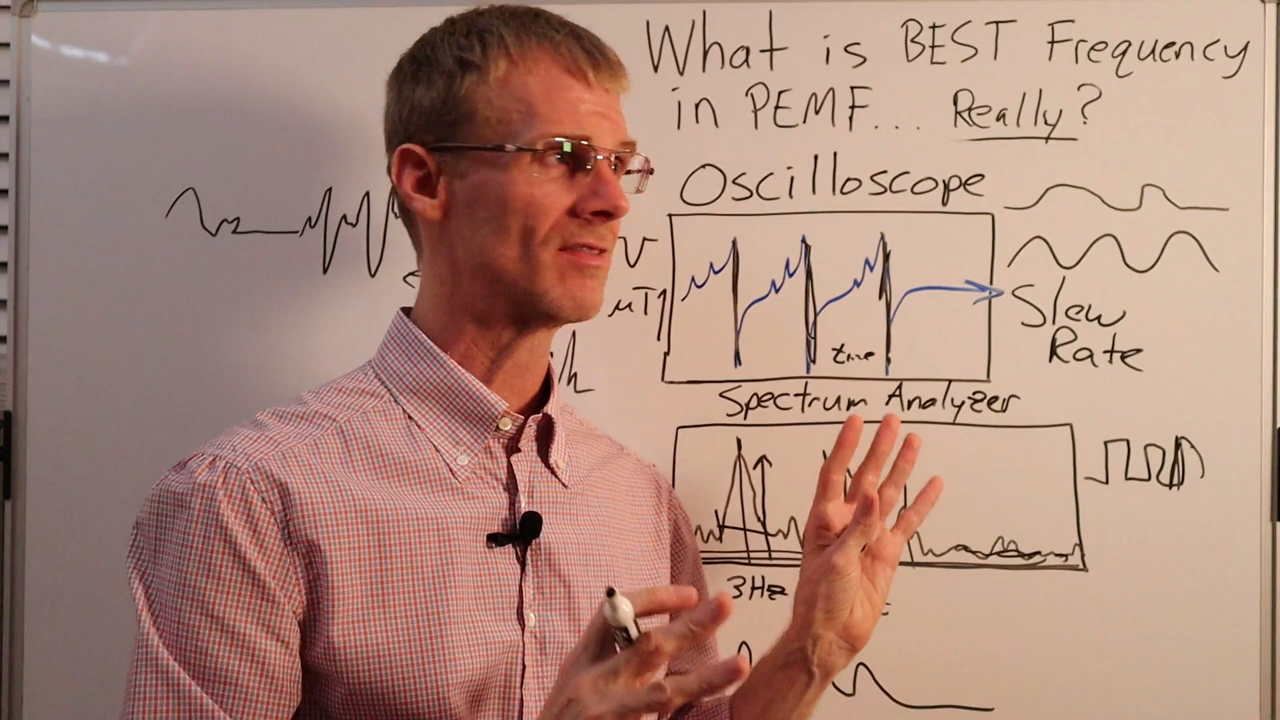 What is BEST Frequency
in PEMF... Really?
Oscilloscope
V
μT
time
Slew
Rate
Spectrum Analyzer
3Hz